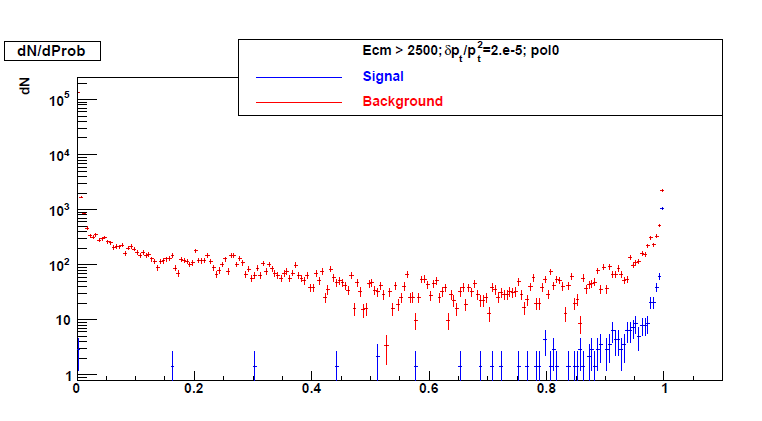 dN/dProb
Ecm > 2500; δp_t/p_t^2=2.e-5; pol0
Signal
Background
dN
10^5
10^4
10^3
10^2
10
1
0 0.2 0.4 0.6 0.8 1